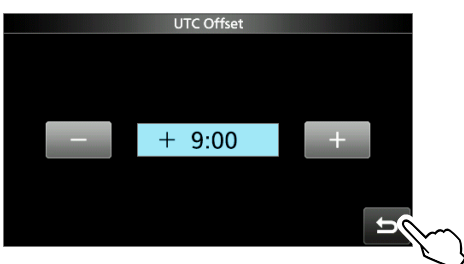 UTC Offset
− + 9:00 +